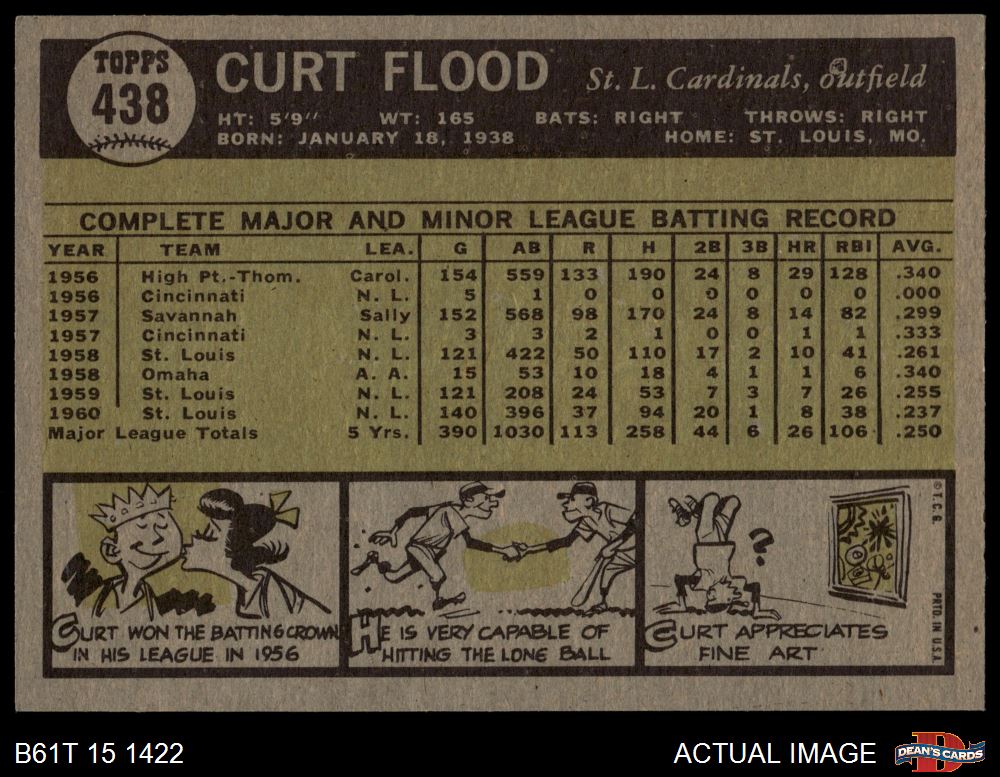 TOPPS
438
CURT FLOOD St. L. Cardinals, outfield
HT: 5'9" WT: 165 BATS: RIGHT THROWS: RIGHT
BORN: JANUARY 18, 1938 HOME: ST. LOUIS, MO.
COMPLETE MAJOR AND MINOR LEAGUE BATTING RECORD
YEAR TEAM LEA. G AB R H 2B 3B HR RBI AVG.
1956 High Pt.-Thom. Carol. 154 559 133 190 24 8 29 128 .340
1956 Cincinnati N. L. 5 1 0 0 0 0 0 0 .000
1957 Savannah Sally 152 568 98 170 24 8 14 82 .299
1957 Cincinnati N. L. 3 3 2 1 0 0 1 1 .333
1958 St. Louis N. L. 121 422 50 110 17 2 10 41 .261
1958 Omaha A. A. 15 53 10 18 4 1 1 6 .340
1959 St. Louis N. L. 121 208 24 53 7 3 7 26 .255
1960 St. Louis N. L. 140 396 37 94 20 1 8 38 .237
Major League Totals 5 Yrs. 390 1030 113 258 44 6 26 106 .250
CURT WON THE BATTING CROWN
IN HIS LEAGUE IN 1956
HE IS VERY CAPABLE OF
HITTING THE LONG BALL
CURT APPRECIATES
FINE ART
© T. C. G.
PRTD. IN U.S.A.
B61T 15 1422
ACTUAL IMAGE
DEAN'S CARDS